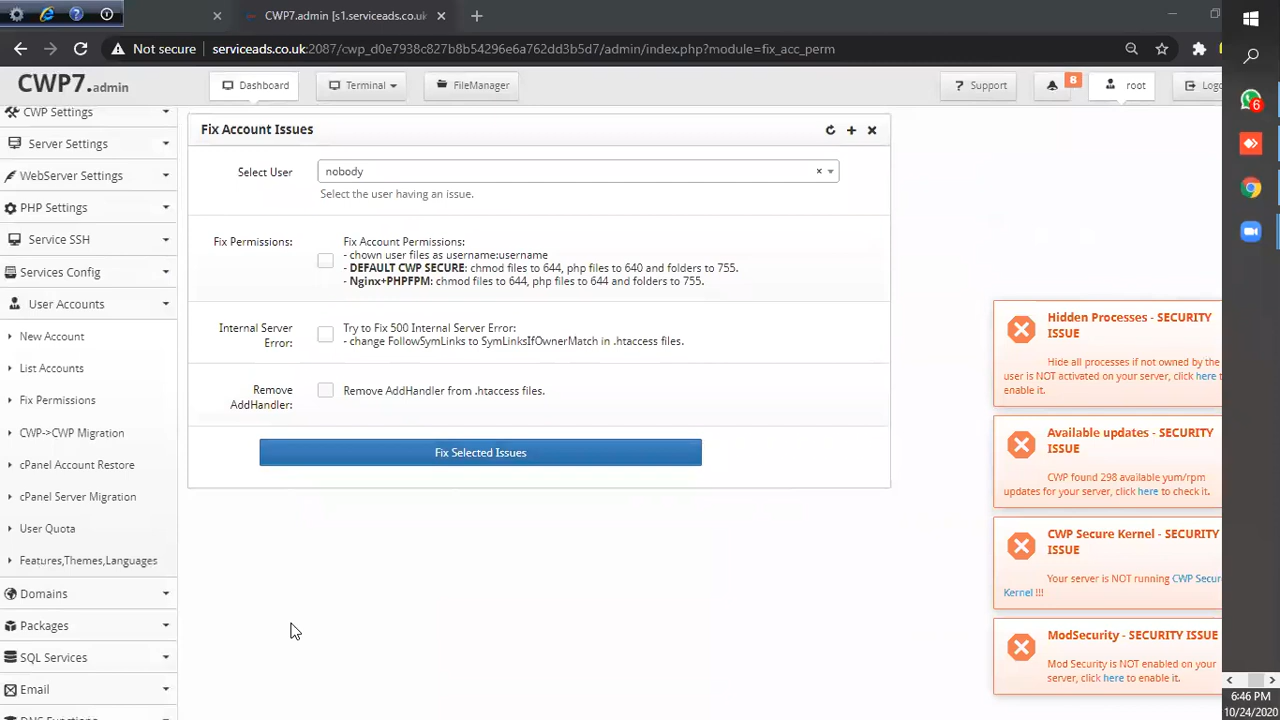 CWP7.admin [s1.serviceads.co.uk
Not secure
serviceads.co.uk:2087/cwp_d0e7938c827b8b54296e6a762dd3b5d7/admin/index.php?module=fix_acc_perm
CWP7.admin
Dashboard
Terminal
FileManager
Support
8
root
Logo
CWP Settings
Server Settings
WebServer Settings
PHP Settings
Service SSH
Services Config
User Accounts
New Account
List Accounts
Fix Permissions
CWP->CWP Migration
cPanel Account Restore
cPanel Server Migration
User Quota
Features,Themes,Languages
Domains
Packages
SQL Services
Email
Fix Account Issues
Select User
nobody
Select the user having an issue.
Fix Permissions:
Fix Account Permissions:
- chown user files as username:username
- DEFAULT CWP SECURE: chmod files to 644, php files to 640 and folders to 755.
- Nginx+PHPFPM: chmod files to 644, php files to 644 and folders to 755.
Internal Server
Error:
Try to Fix 500 Internal Server Error:
- change FollowSymLinks to SymLinksIfOwnerMatch in .htaccess files.
Remove
AddHandler:
Remove AddHandler from .htaccess files.
Fix Selected Issues
Hidden Processes - SECURITY
ISSUE
Hide all processes if not owned by the
user is NOT activated on your server, click here t
enable it.
Available updates - SECURITY
ISSUE
CWP found 298 available yum/rpm
updates for your server, click here to check it.
CWP Secure Kernel - SECURITY
ISSUE
Your server is NOT running CWP Secur
Kernel !!!
ModSecurity - SECURITY ISSUE
Mod Security is NOT enabled on your
server, click here to enable it.
6
6:46 PM
10/24/2020